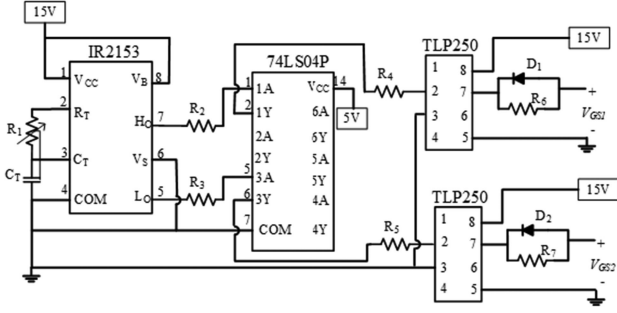 15V
IR2153
74LS04P
TLP250
15V
1 VCC VB 8
2 RT
R1
HO 7
R2
3 CT
VS 6
CT
4 COM
LO 5
R3
1 1A
VCC 14
2 1Y
6A
5V
2A
6Y
2Y
5A
5 3A
5Y
6 3Y
4A
7 COM
4Y
R4
1 8
2 7
3 6
4 5
D1
R6
+
VGS1
-
TLP250
15V
R5
1 8
2 7
3 6
4 5
D2
R7
+
VGS2
-